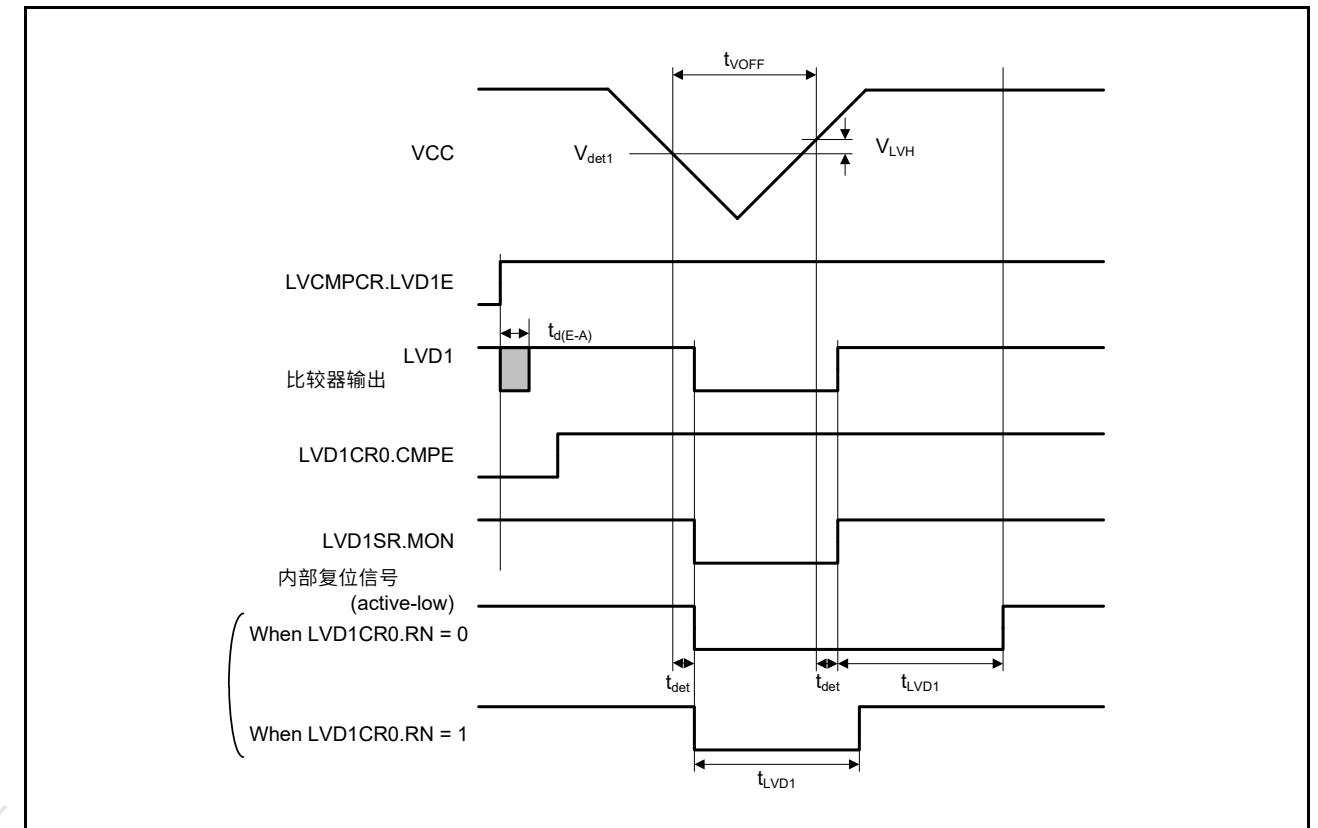 tVOFF
VCC
Vdet1
VLVH
LVCMPCR.LVD1E
td(E-A)
LVD1
比较器输出
LVD1CR0.CMPE
LVD1SR.MON
内部复位信号
(active-low)
When LVD1CR0.RN = 0
tdet
tdet
tLVD1
When LVD1CR0.RN = 1
tLVD1